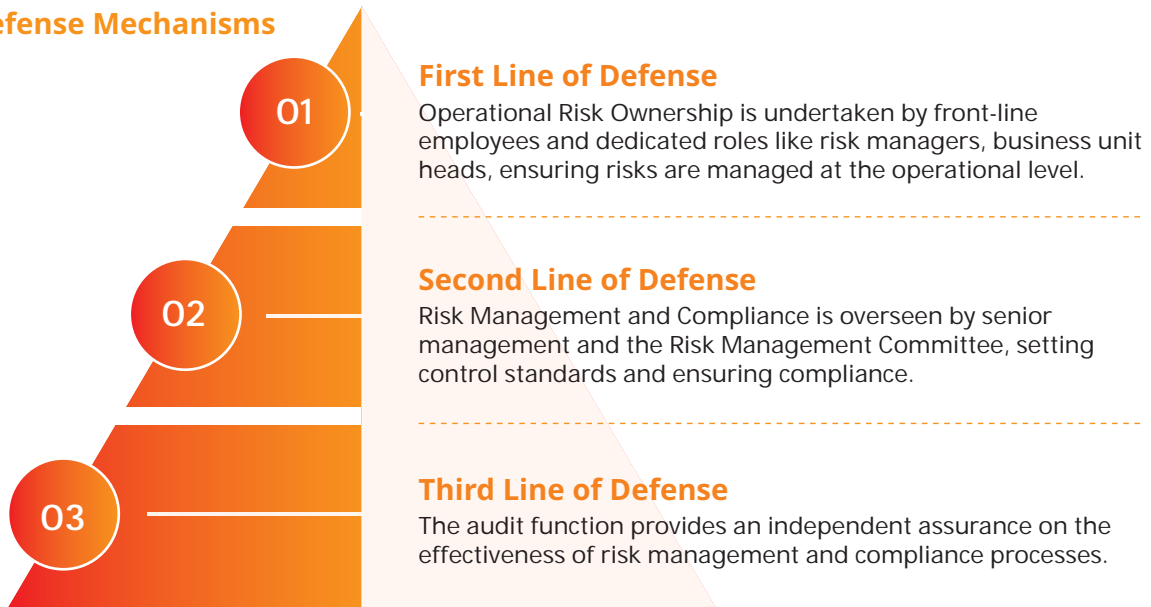 efense Mechanisms
01
First Line of Defense
Operational Risk Ownership is undertaken by front-line
employees and dedicated roles like risk managers, business unit
heads, ensuring risks are managed at the operational level.
02
Second Line of Defense
Risk Management and Compliance is overseen by senior
management and the Risk Management Committee, setting
control standards and ensuring compliance.
03
Third Line of Defense
The audit function provides an independent assurance on the
effectiveness of risk management and compliance processes.